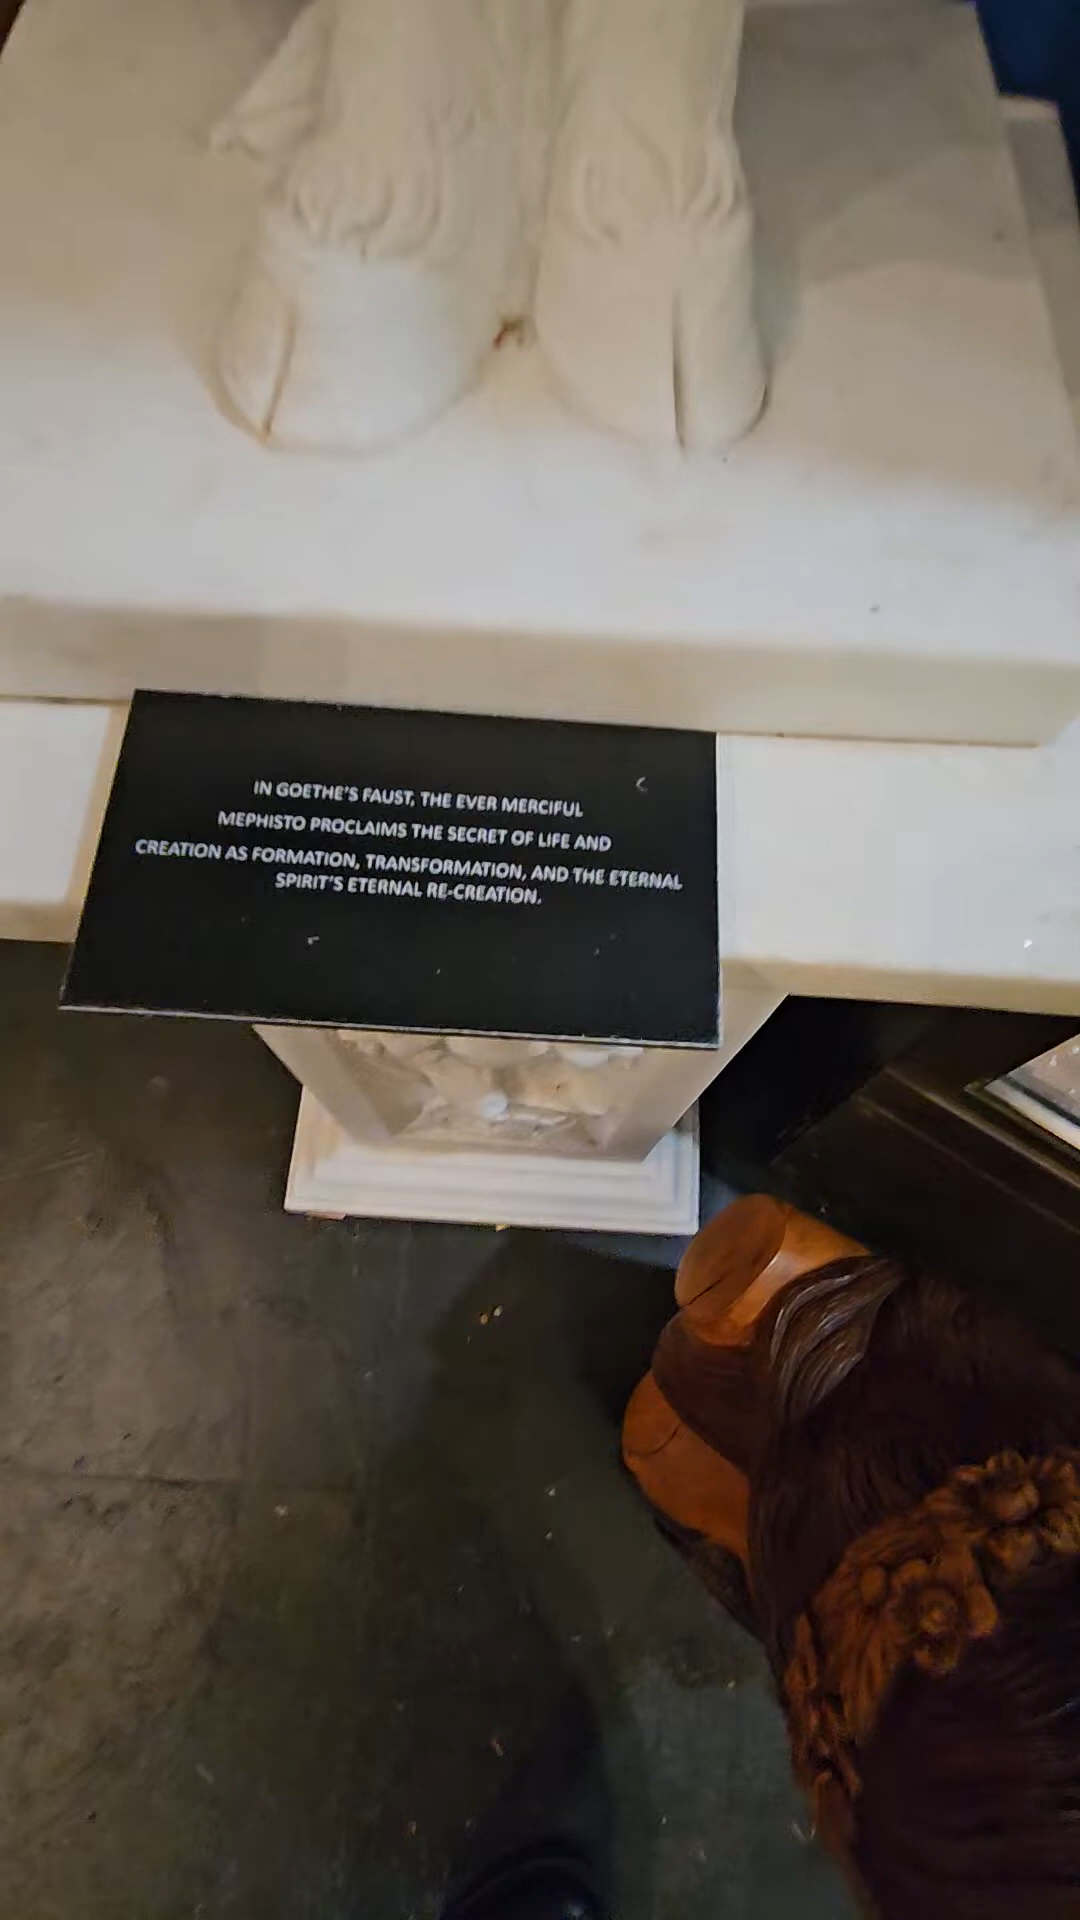 IN GOETHE'S FAUST, THE EVER MERCIFUL
MEPHISTO PROCLAIMS THE SECRET OF LIFE AND
CREATION AS FORMATION, TRANSFORMATION, AND THE ETERNAL
SPIRIT'S ETERNAL RE-CREATION.